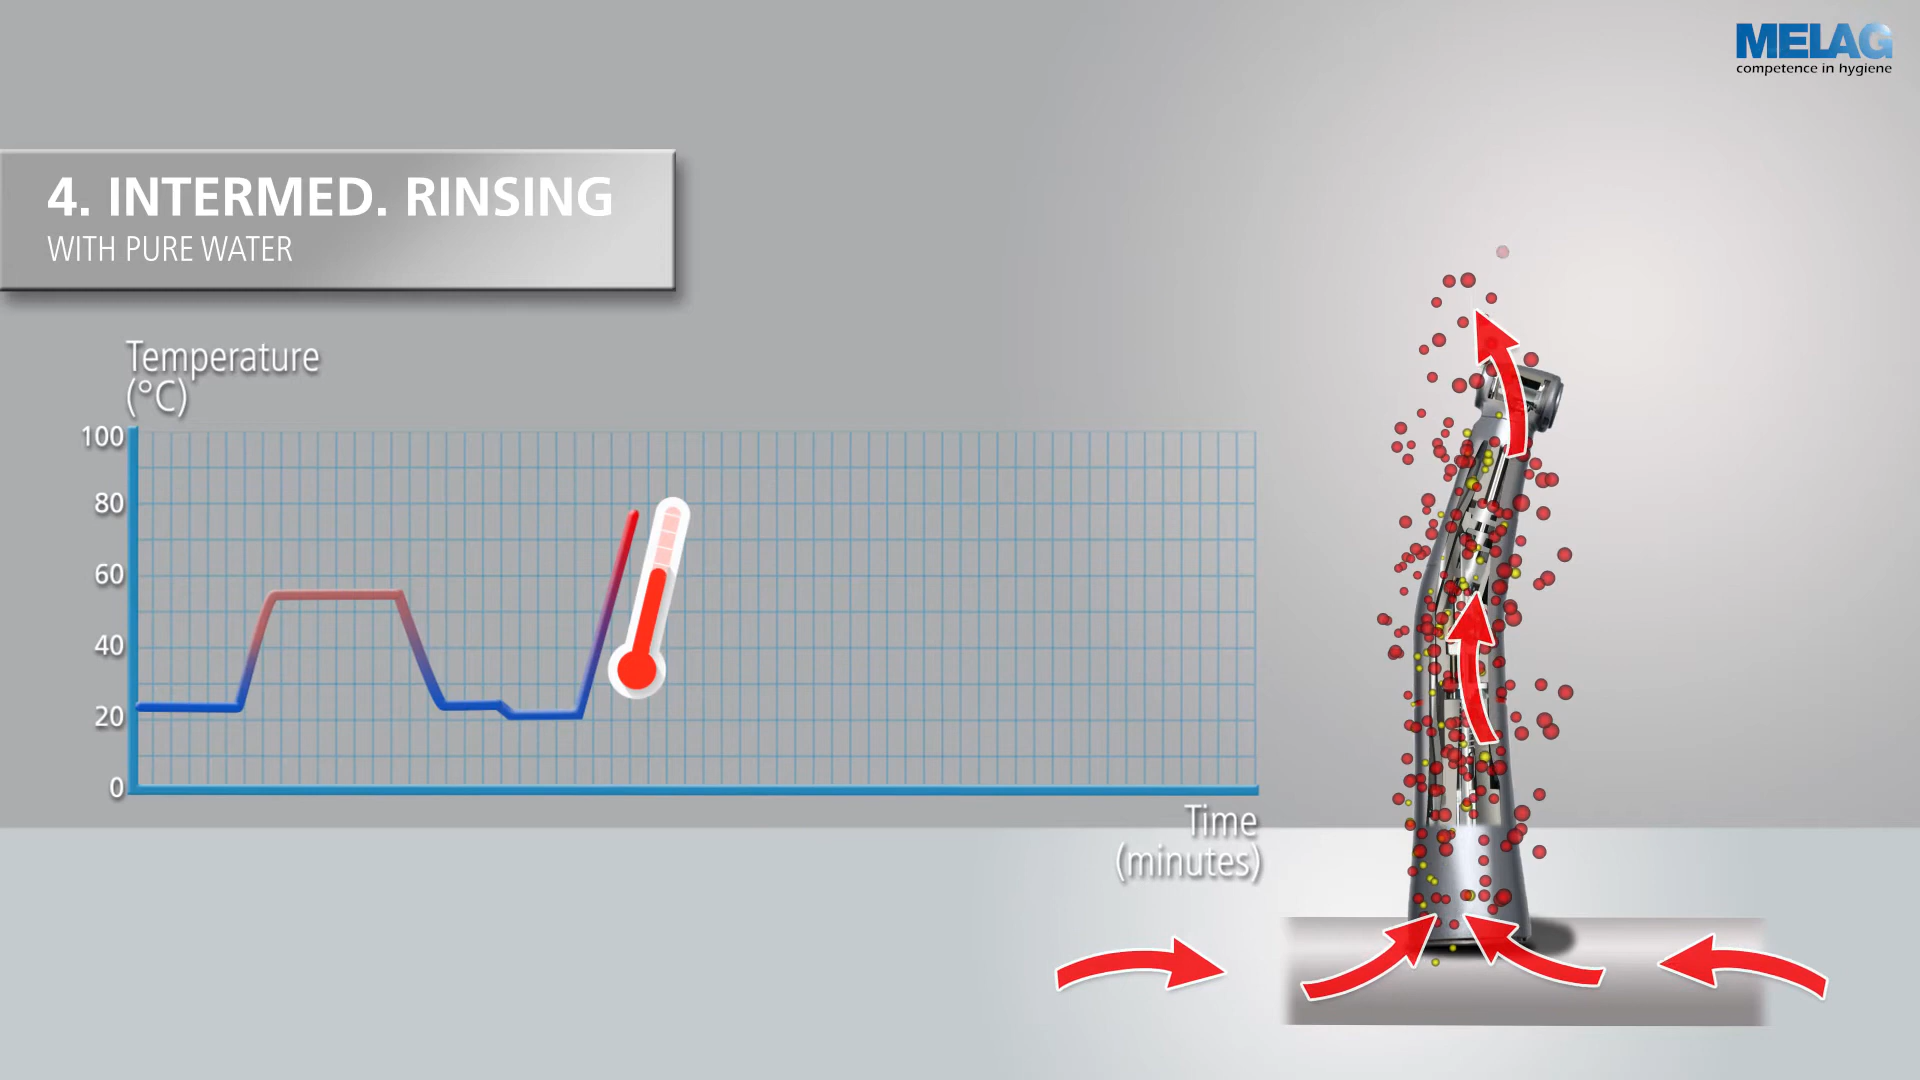 MELAG
competence in hygiene
4. INTERMED. RINSING
WITH PURE WATER
Temperature
(°C)
100
80
60
40
20
0
Time
(minutes)